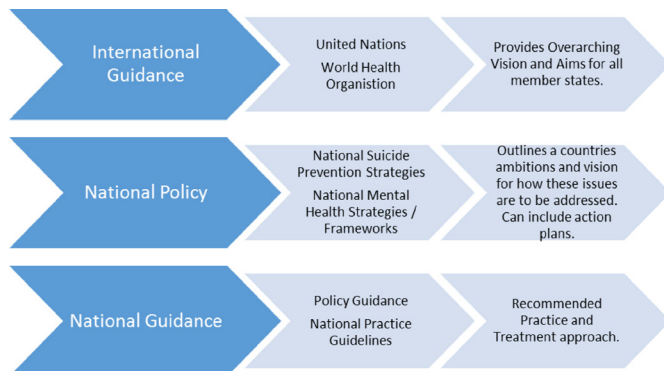 International
Guidance
United Nations
World Health
Organistion
Provides Overarching
Vision and Aims for all
member states.
National Policy
National Suicide
Prevention Strategies
National Mental
Health Strategies /
Frameworks
Outlines a countries
ambitions and vision
for how these issues
are to be addressed.
Can include action
plans.
National Guidance
Policy Guidance
National Practice
Guidelines
Recommended
Practice and
Treatment approach.